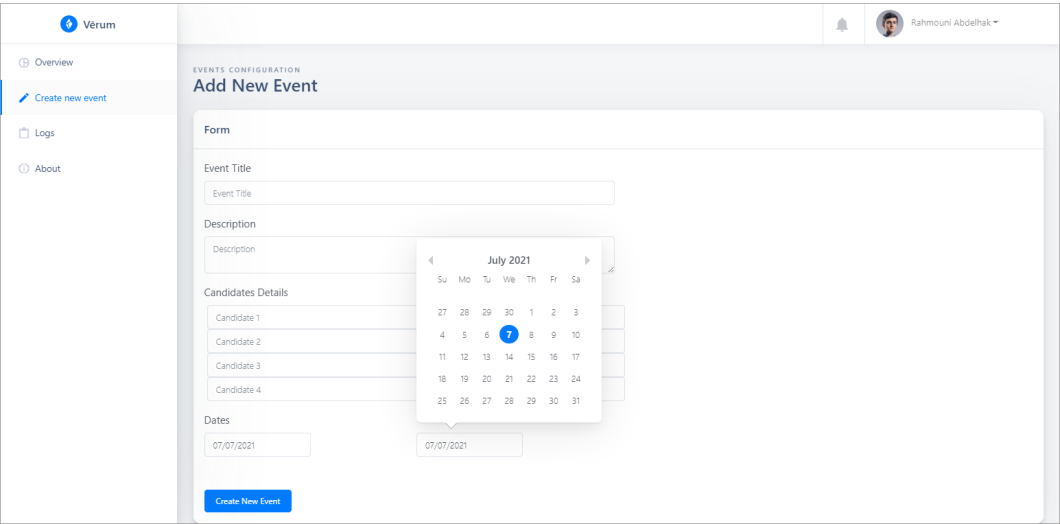 Vērum
Rahmouni Abdelhak
Overview
Create new event
Logs
About
EVENTS CONFIGURATION
Add New Event
Form
Event Title
Event Title
Description
Description
Candidates Details
Candidate 1
Candidate 2
Candidate 3
Candidate 4
July 2021
Su Mo Tu We Th Fr Sa
27 28 29 30 1 2 3
4 5 6 7 8 9 10
11 12 13 14 15 16 17
18 19 20 21 22 23 24
25 26 27 28 29 30 31
Dates
07/07/2021 07/07/2021
Create New Event